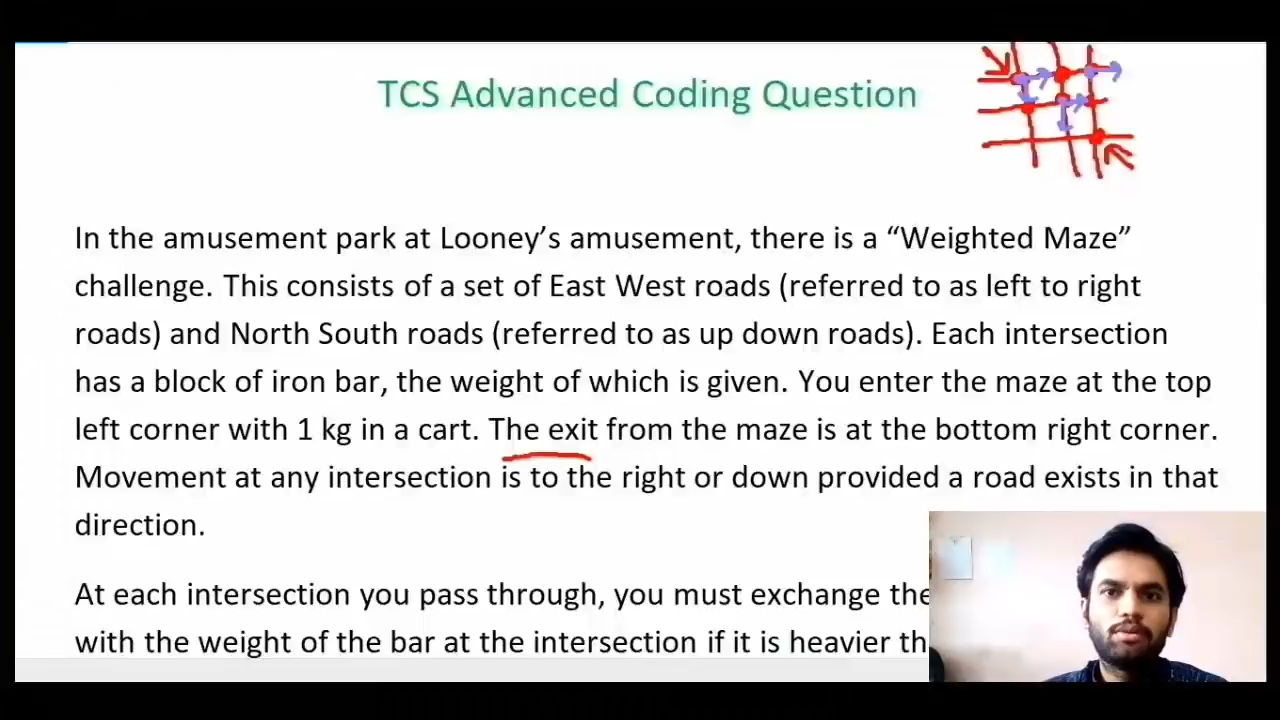 TCS Advanced Coding Question
In the amusement park at Looney’s amusement, there is a “Weighted Maze”
challenge. This consists of a set of East West roads (referred to as left to right
roads) and North South roads (referred to as up down roads). Each intersection
has a block of iron bar, the weight of which is given. You enter the maze at the top
left corner with 1 kg in a cart. The exit from the maze is at the bottom right corner.
Movement at any intersection is to the right or down provided a road exists in that
direction.
At each intersection you pass through, you must exchange the
with the weight of the bar at the intersection if it is heavier